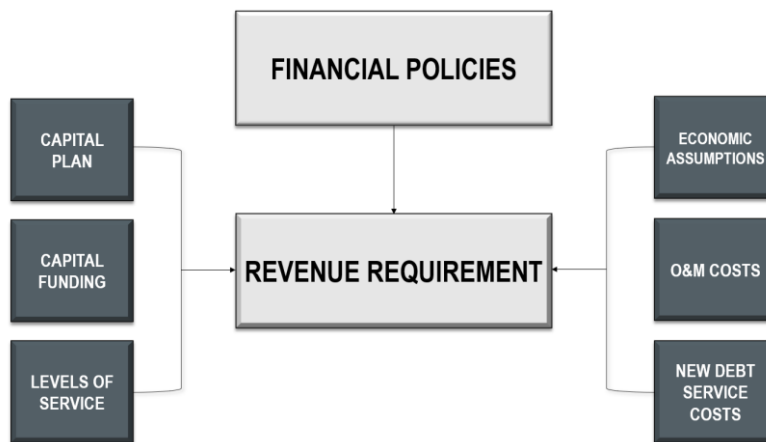 FINANCIAL POLICIES
CAPITAL
PLAN
ECONOMIC
ASSUMPTIONS
CAPITAL
FUNDING
REVENUE REQUIREMENT
O&M COSTS
LEVELS OF
SERVICE
NEW DEBT
SERVICE
COSTS